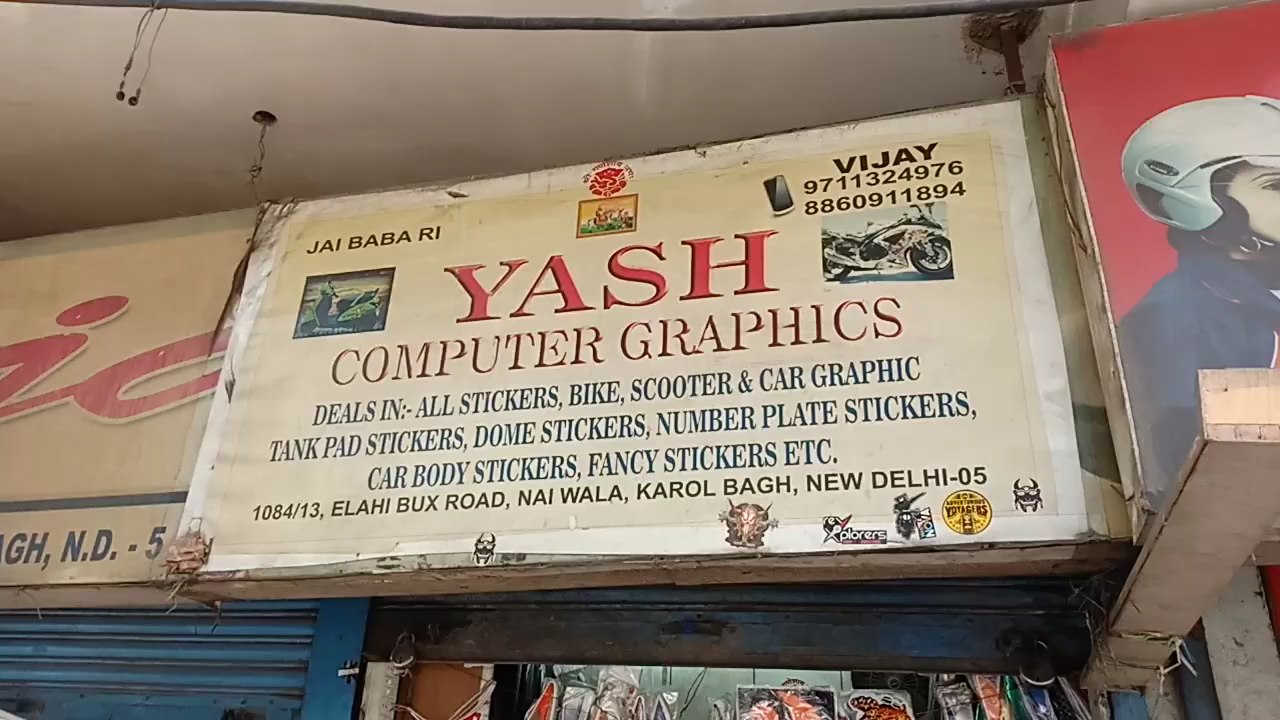 JAI BABA RI
VIJAY
9711324976
8860911894
YASH
COMPUTER GRAPHICS
DEALS IN:- ALL STICKERS, BIKE, SCOOTER & CAR GRAPHIC
TANK PAD STICKERS, DOME STICKERS, NUMBER PLATE STICKERS,
CAR BODY STICKERS, FANCY STICKERS ETC.
1084/13, ELAHI BUX ROAD, NAI WALA, KAROL BAGH, NEW DELHI-05
Xplorers
ADVENTUROUS
VOYAGERS
ic
AGH, N.D. - 5